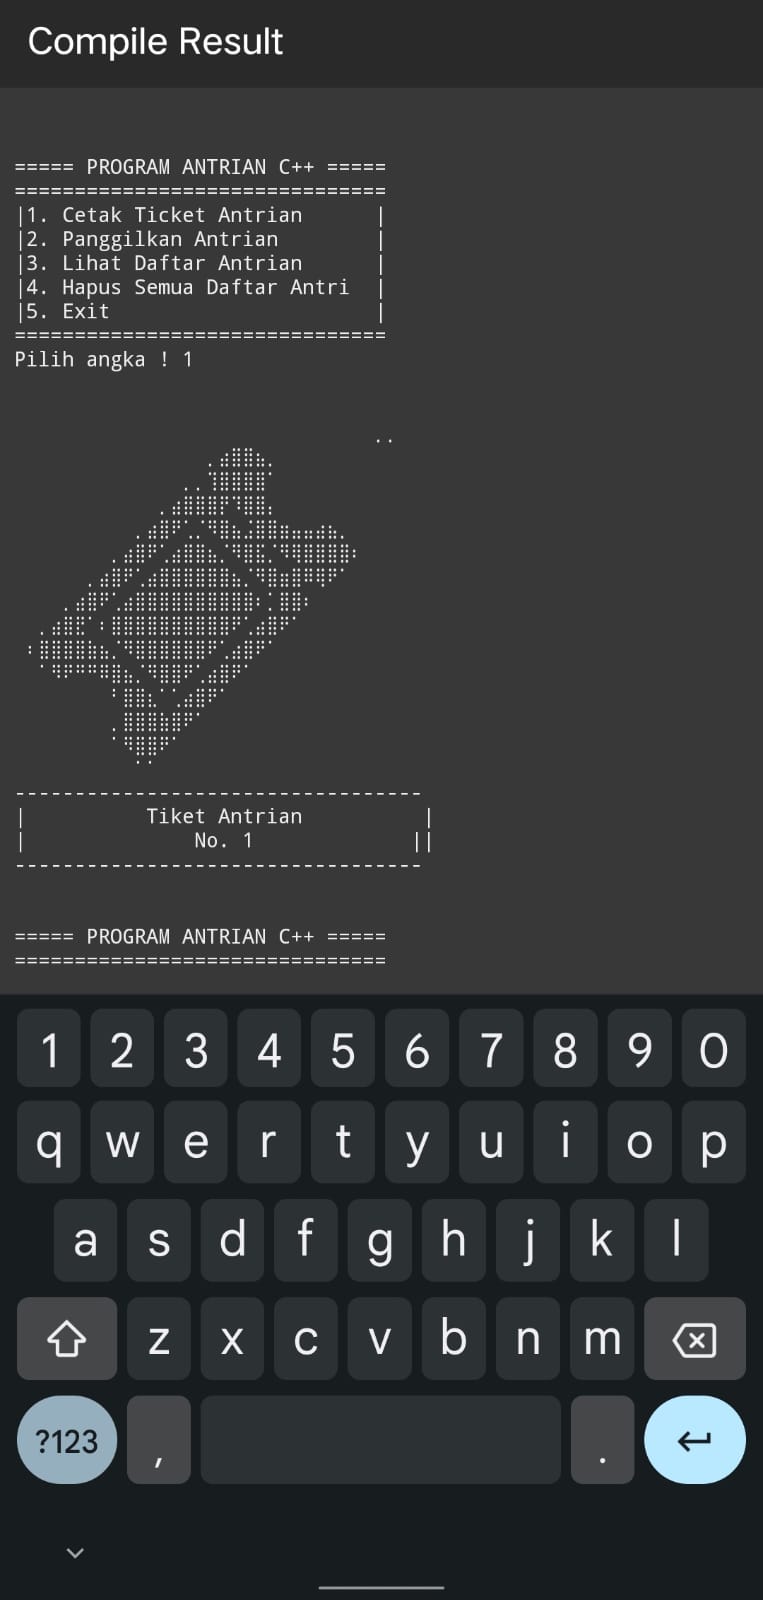 Compile Result
===== PROGRAM ANTRIAN C++ =====
===============================
|1. Cetak Ticket Antrian      |
|2. Panggilkan Antrian        |
|3. Lihat Daftar Antrian      |
|4. Hapus Semua Daftar Antri  |
|5. Exit                      |
===============================
Pilih angka ! 1
----------------------------------
|          Tiket Antrian          |
|              No. 1             ||
----------------------------------
===== PROGRAM ANTRIAN C++ =====
===============================
1 2 3 4 5 6 7 8 9 0
q w e r t y u i o p
a s d f g h j k l
z x c v b n m
?123 , .